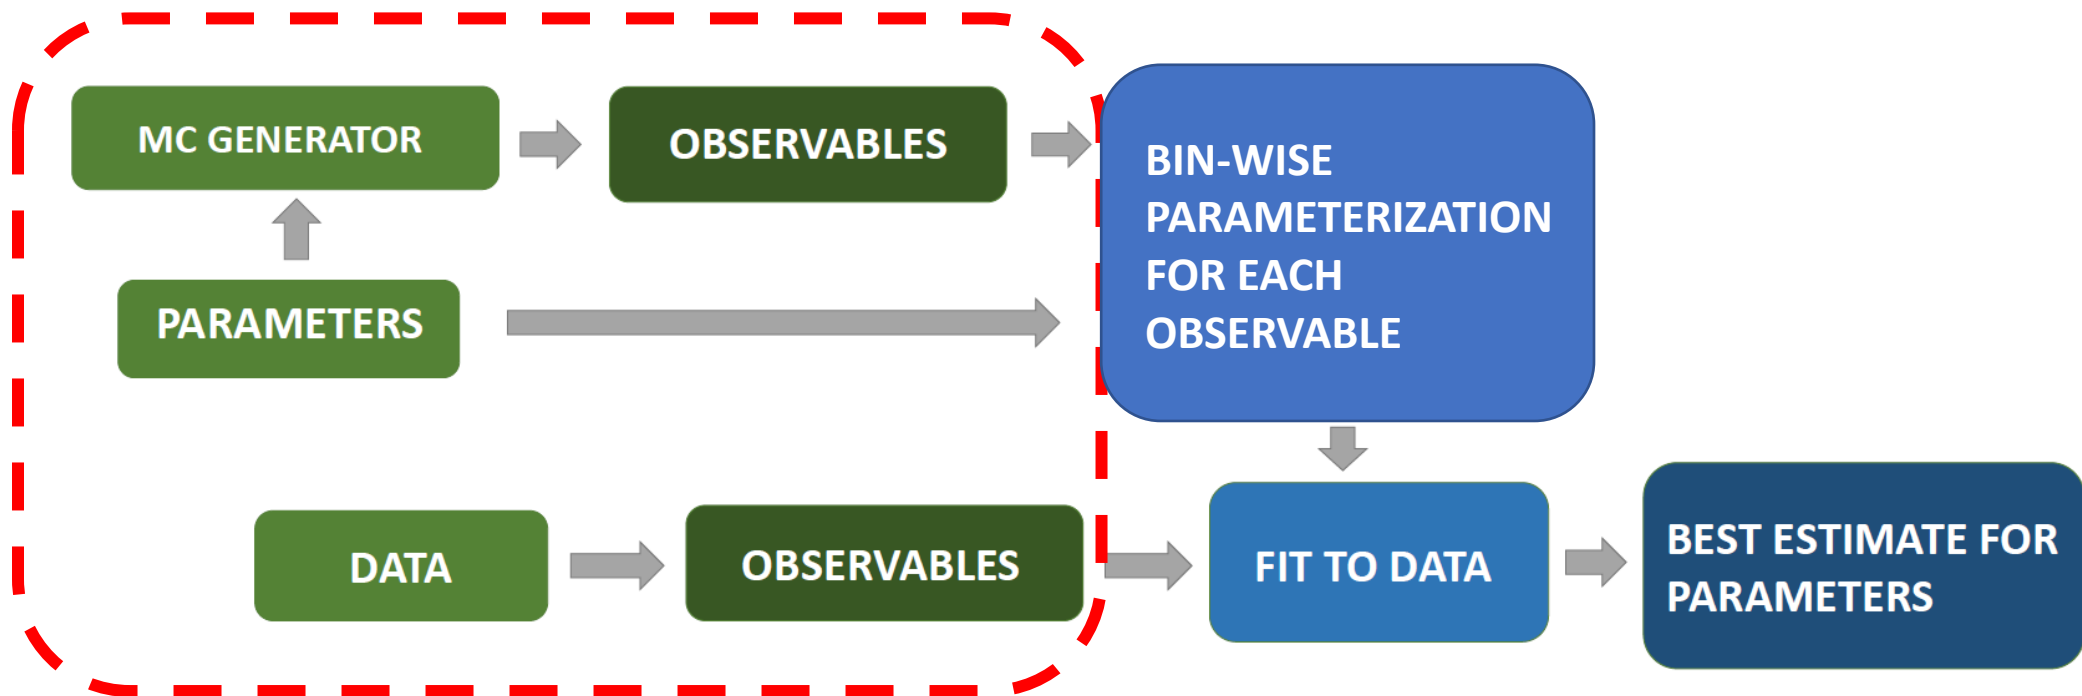 MC GENERATOR
OBSERVABLES
BIN-WISE
PARAMETERIZATION
FOR EACH
OBSERVABLE
PARAMETERS
DATA
OBSERVABLES
FIT TO DATA
BEST ESTIMATE FOR
PARAMETERS